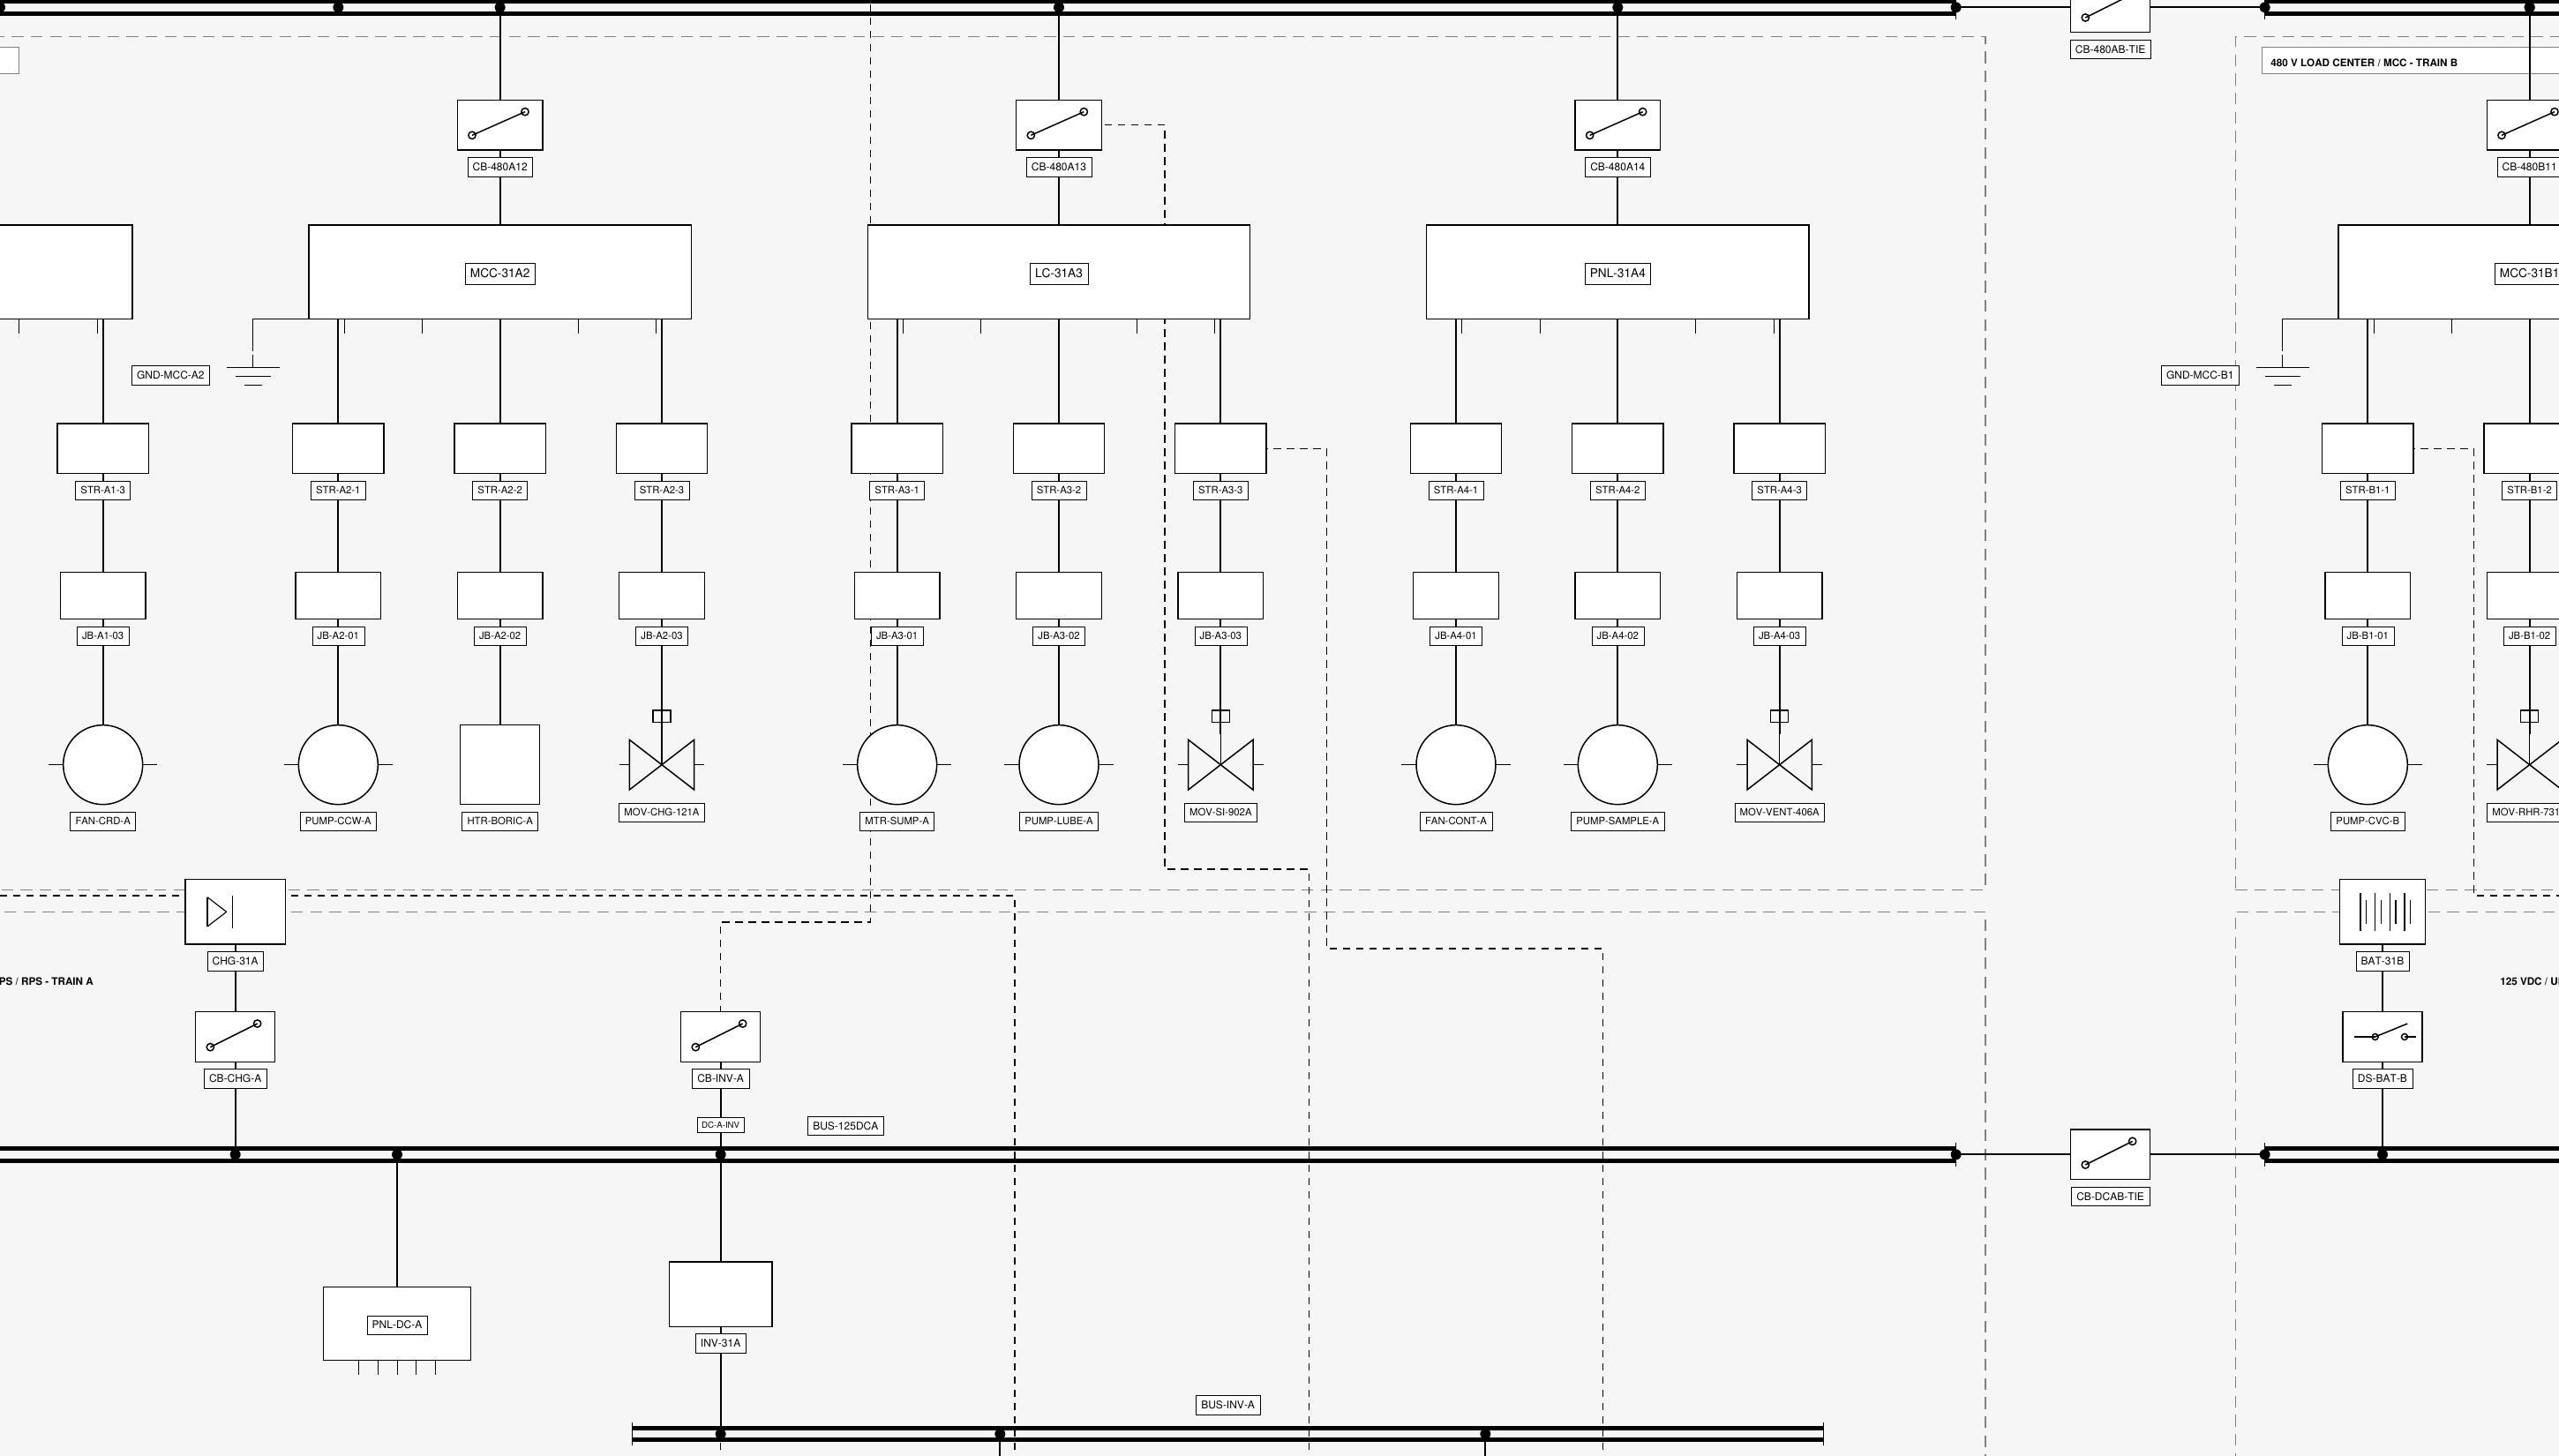 CB-480AB-TIE
480 V LOAD CENTER / MCC - TRAIN B
CB-480A12
CB-480A13
CB-480A14
CB-480B11
MCC-31A2
LC-31A3
PNL-31A4
MCC-31B1
GND-MCC-A2
GND-MCC-B1
STR-A1-3
STR-A2-1
STR-A2-2
STR-A2-3
STR-A3-1
STR-A3-2
STR-A3-3
STR-A4-1
STR-A4-2
STR-A4-3
STR-B1-1
STR-B1-2
JB-A1-03
JB-A2-01
JB-A2-02
JB-A2-03
JB-A3-01
JB-A3-02
JB-A3-03
JB-A4-01
JB-A4-02
JB-A4-03
JB-B1-01
JB-B1-02
MOV-CHG-121A
MOV-SI-902A
MOV-VENT-406A
MOV-RHR-731
FAN-CRD-A
PUMP-CCW-A
HTR-BORIC-A
MTR-SUMP-A
PUMP-LUBE-A
FAN-CONT-A
PUMP-SAMPLE-A
PUMP-CVC-B
CHG-31A
BAT-31B
PS / RPS - TRAIN A
125 VDC / U
CB-CHG-A
CB-INV-A
DS-BAT-B
DC-A-INV
BUS-125DCA
CB-DCAB-TIE
PNL-DC-A
INV-31A
BUS-INV-A